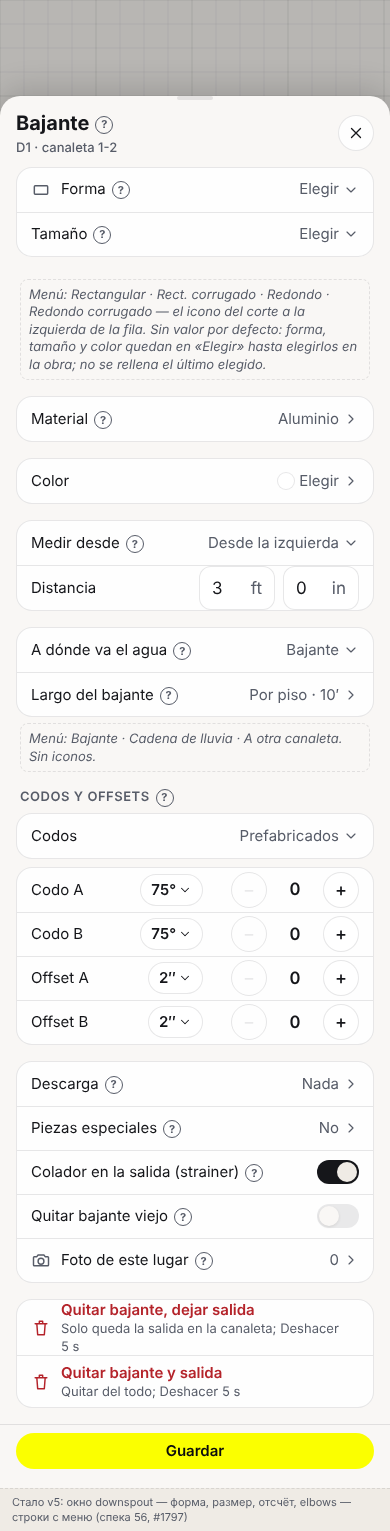 Bajante ?
D1 · canaleta 1-2
Forma ? Elegir
Tamaño ? Elegir
Menú: Rectangular · Rect. corrugado · Redondo ·
Redondo corrugado — el icono del corte a la
izquierda de la fila. Sin valor por defecto: forma,
tamaño y color quedan en «Elegir» hasta elegirlos en
la obra; no se rellena el último elegido.
Material ? Aluminio
Color Elegir
Medir desde ? Desde la izquierda
Distancia 3 ft 0 in
A dónde va el agua ? Bajante
Largo del bajante ? Por piso · 10′
Menú: Bajante · Cadena de lluvia · A otra canaleta.
Sin iconos.
CODOS Y OFFSETS ?
Codos Prefabricados
Codo A 75° − 0 +
Codo B 75° − 0 +
Offset A 2″ − 0 +
Offset B 2″ − 0 +
Descarga ? Nada
Piezas especiales ? No
Colador en la salida (strainer) ?
Quitar bajante viejo ?
Foto de este lugar ? 0
Quitar bajante, dejar salida
Solo queda la salida en la canaleta; Deshacer
5 s
Quitar bajante y salida
Quitar del todo; Deshacer 5 s
Guardar
Стало v5: окно downspout — форма, размер, отсчёт, elbows —
строки с меню (спека 56, #1797)